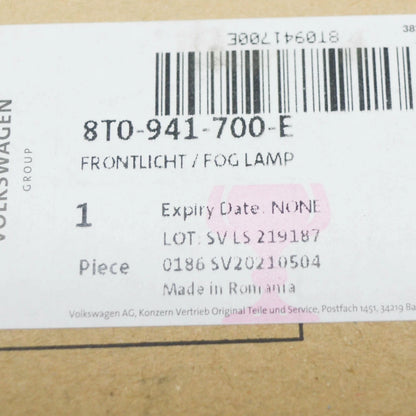 38
8T0941700E
8T0-941-700-E
FRONTLICHT / FOG LAMP
VOLKSWAGEN
GROUP
1
Piece
Expiry Date: NONE
LOT: SV LS 219187
0186 SV20210504
Made in Romania
Volkswagen AG, Konzern Vertrieb Original Teile und Service, Postfach 1451, 34219 Ba